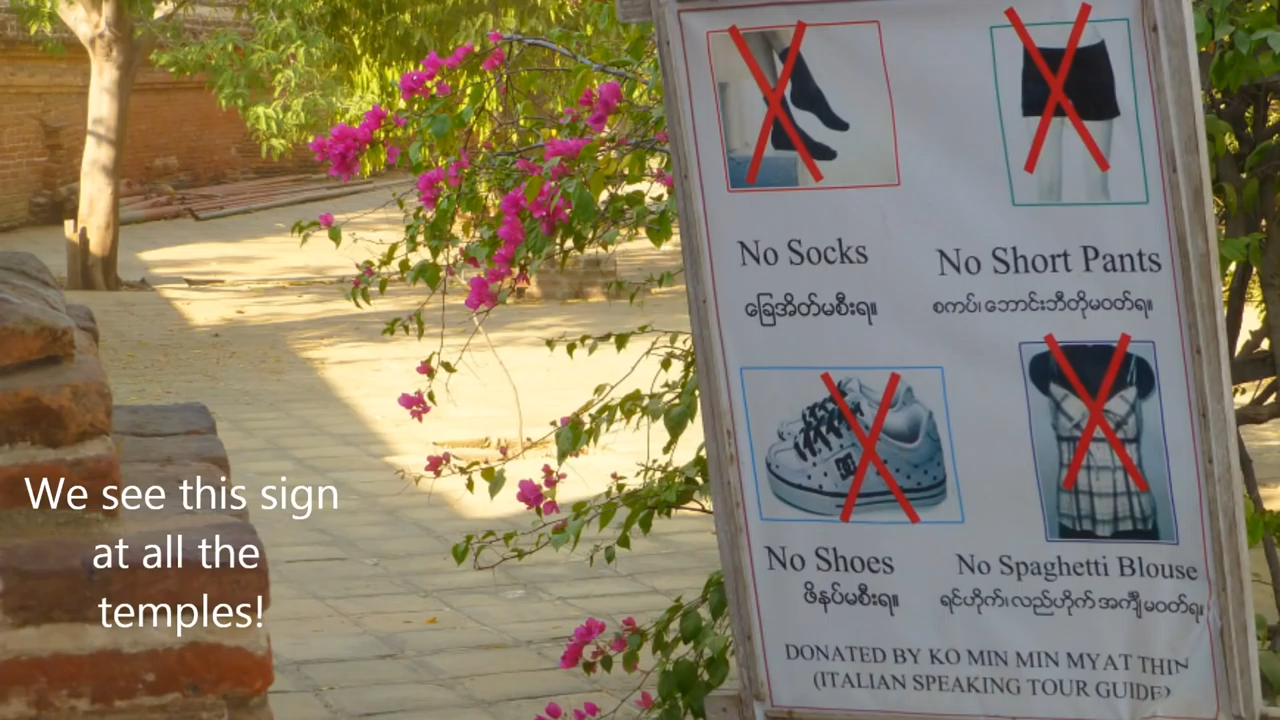 No Socks
ခြေအိတ်မစီးရ။
No Short Pants
စကပ်၊ ဘောင်းဘီတိုမဝတ်ရ။
No Shoes
ဖိနပ်မစီးရ။
No Spaghetti Blouse
ရင်ဟိုက်၊ လည်ဟိုက် အင်္ကျီမဝတ်ရ။
DONATED BY KO MIN MIN MYAT THIN
(ITALIAN SPEAKING TOUR GUIDE)
We see this sign
at all the
temples!